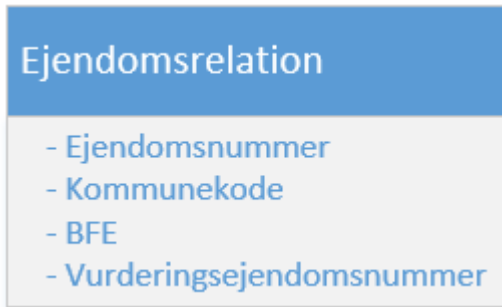 Ejendomsrelation
- Ejendomsnummer
- Kommunekode
- BFE
- Vurderingsejendomsnummer